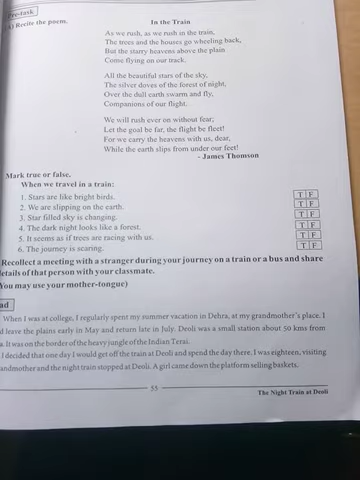 Pre-task
i) Recite the poem.
In the Train
As we rush, as we rush in the train,
The trees and the houses go wheeling back,
But the starry heavens above the plain
Come flying on our track.
All the beautiful stars of the sky,
The silver doves of the forest of night,
Over the dull earth swarm and fly,
Companions of our flight.
We will rush ever on without fear;
Let the goal be far, the flight be fleet!
For we carry the heavens with us, dear,
While the earth slips from under our feet!
- James Thomson
Mark true or false.
When we travel in a train:
1. Stars are like bright birds. T F
2. We are slipping on the earth. T F
3. Star filled sky is changing. T F
4. The dark night looks like a forest. T F
5. It seems as if trees are racing with us. T F
6. The journey is scaring. T F
Recollect a meeting with a stranger during your journey on a train or a bus and share
etails of that person with your classmate.
You may use your mother-tongue)
ad
When I was at college, I regularly spent my summer vacation in Dehra, at my grandmother's place. I
d leave the plains early in May and return late in July. Deoli was a small station about 50 kms from
a. It was on the border of the heavy jungle of the Indian Terai.
I decided that one day I would get off the train at Deoli and spend the day there. I was eighteen, visiting
andmother and the night train stopped at Deoli. A girl came down the platform selling baskets.
55
The Night Train at Deoli